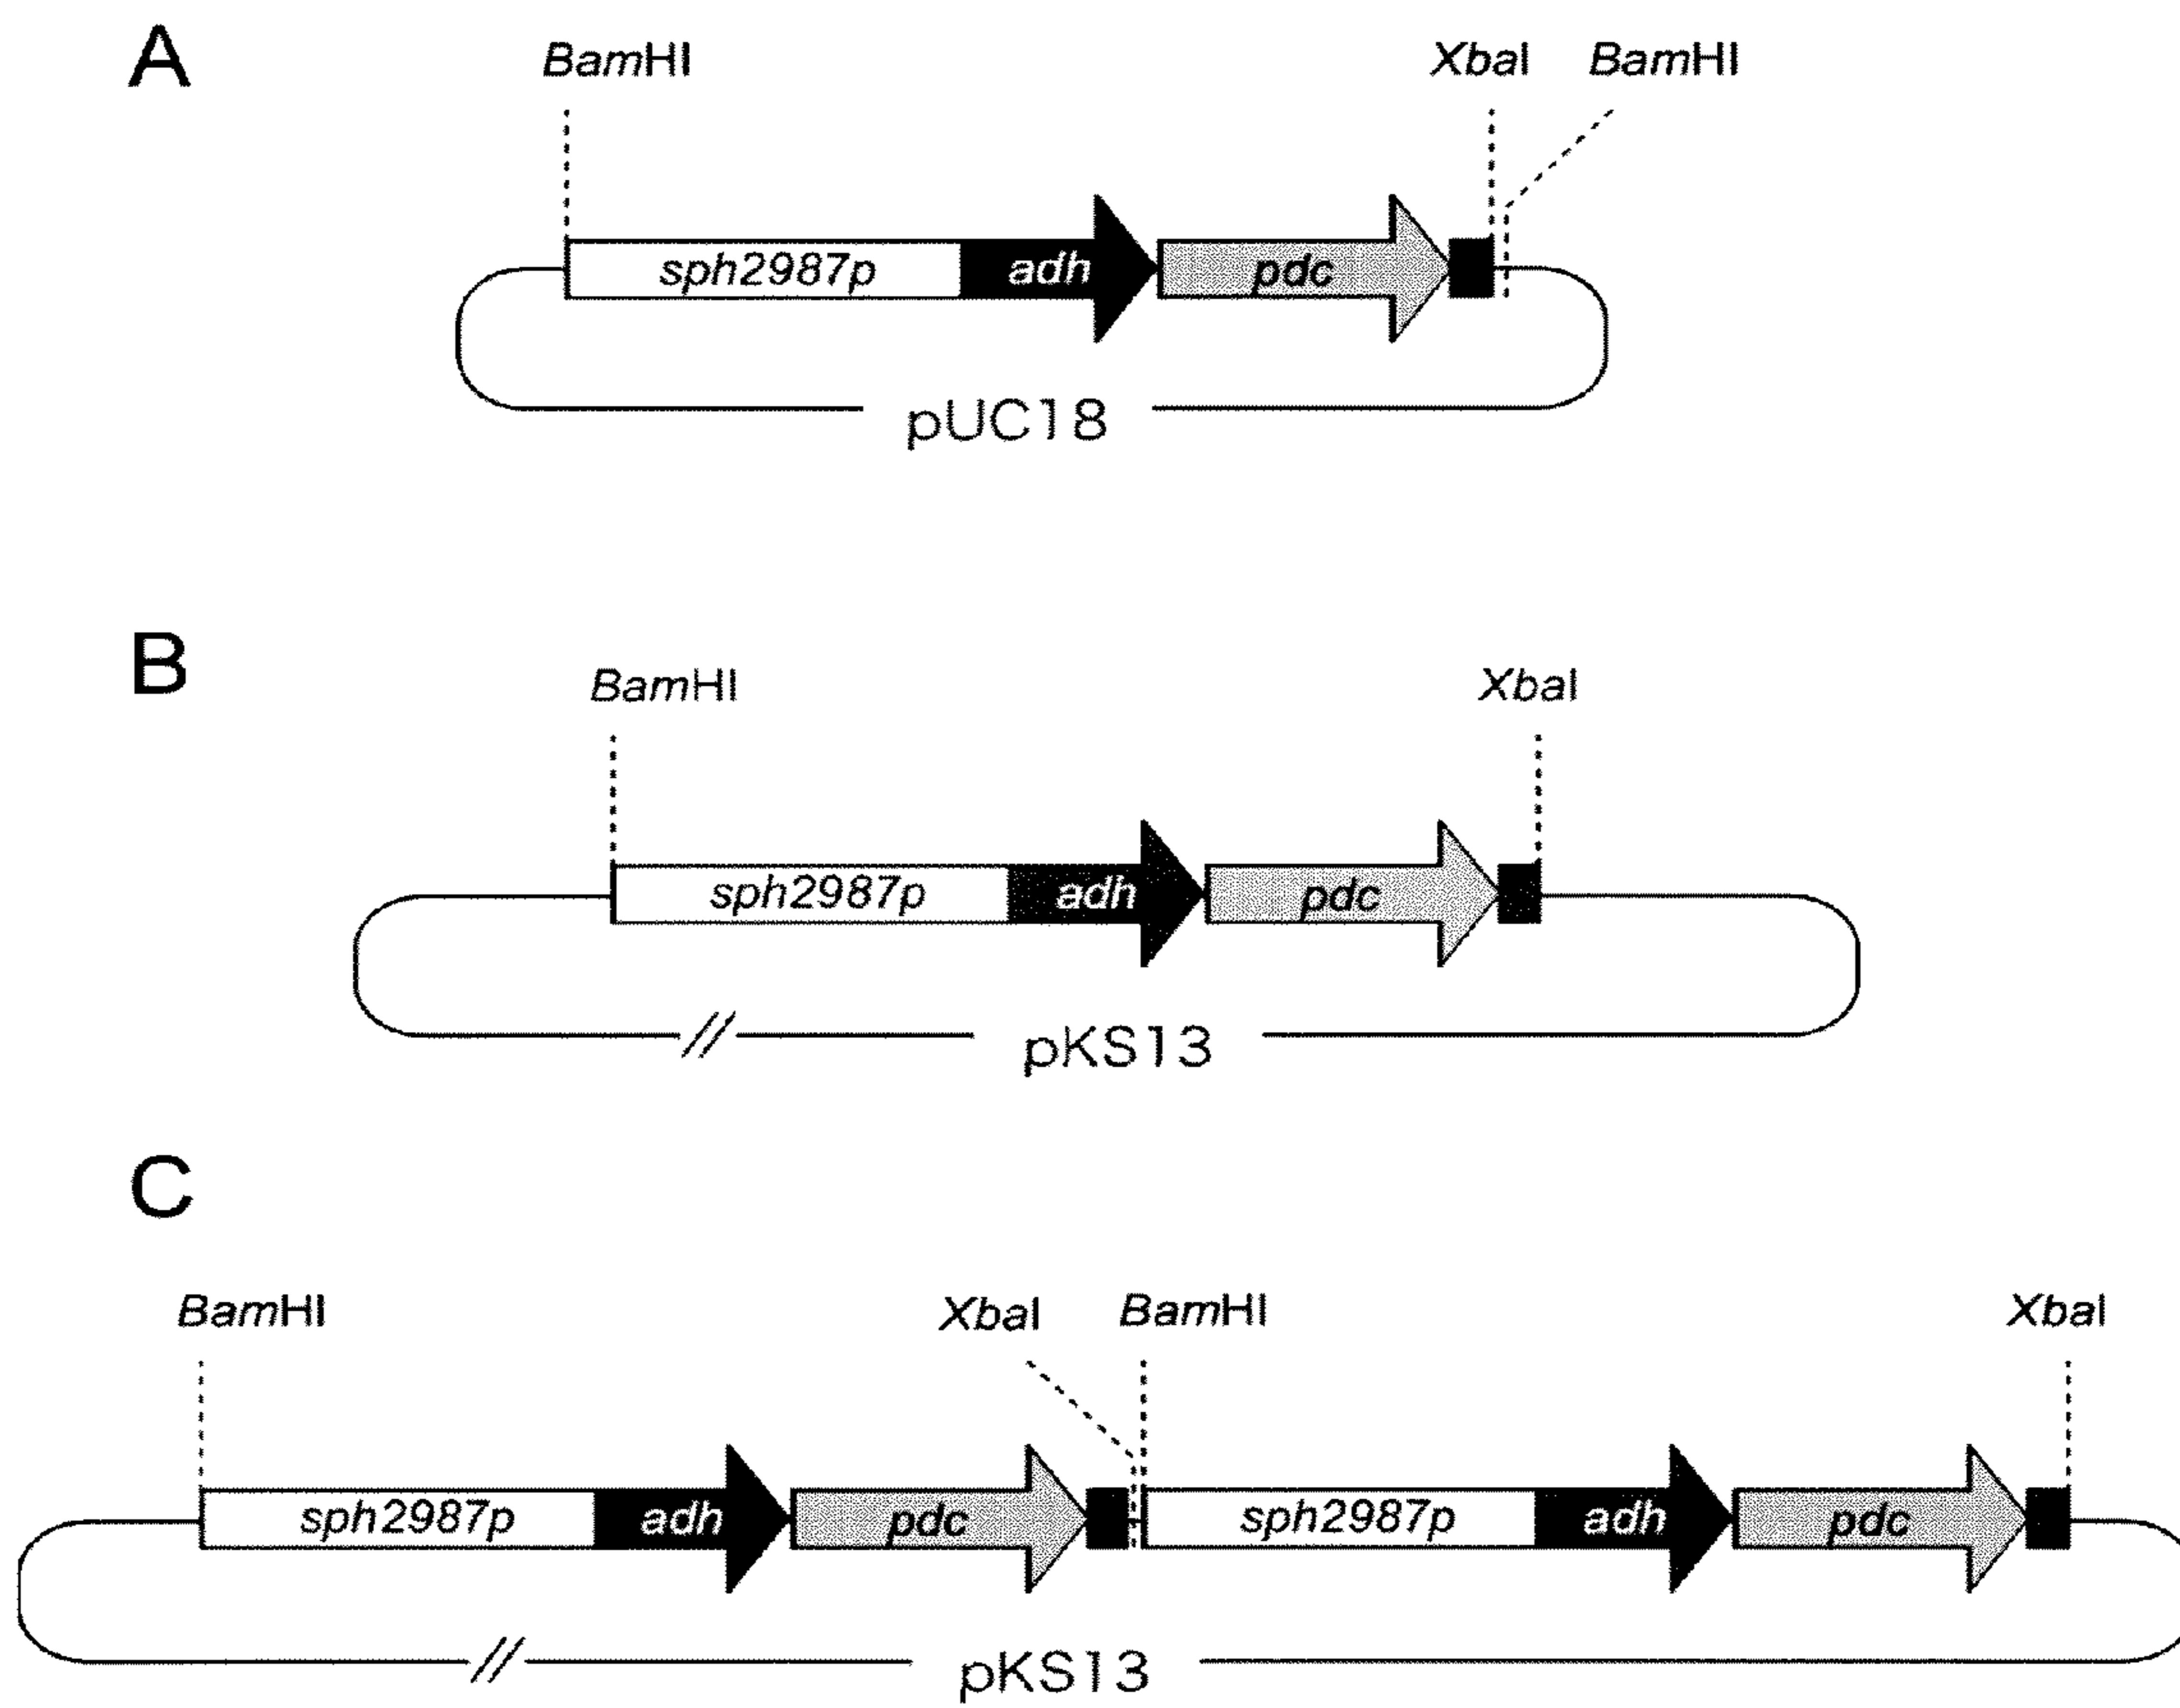 A
BamHI XbaI BamHI
sph2987p adh pdc
pUC18
B
BamHI XbaI
sph2987p adh pdc
pKS13
C
BamHI XbaI BamHI XbaI
sph2987p adh pdc sph2987p adh pdc
pKS13